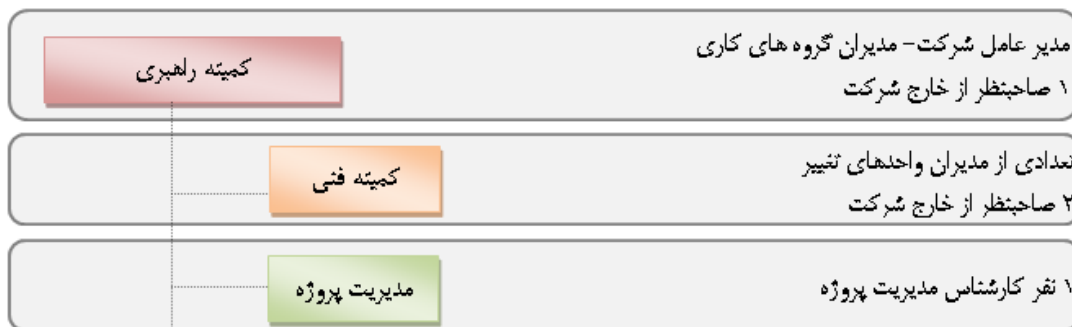 مدیر عامل شرکت- مدیران گروه های کاری
۱ صاحبنظر از خارج شرکت
کمیته راهبری
تعدادی از مدیران واحدهای تغییر
۲ صاحبنظر از خارج شرکت
کمیته فنی
۱ نفر کارشناس مدیریت پروژه
مدیریت پروژه